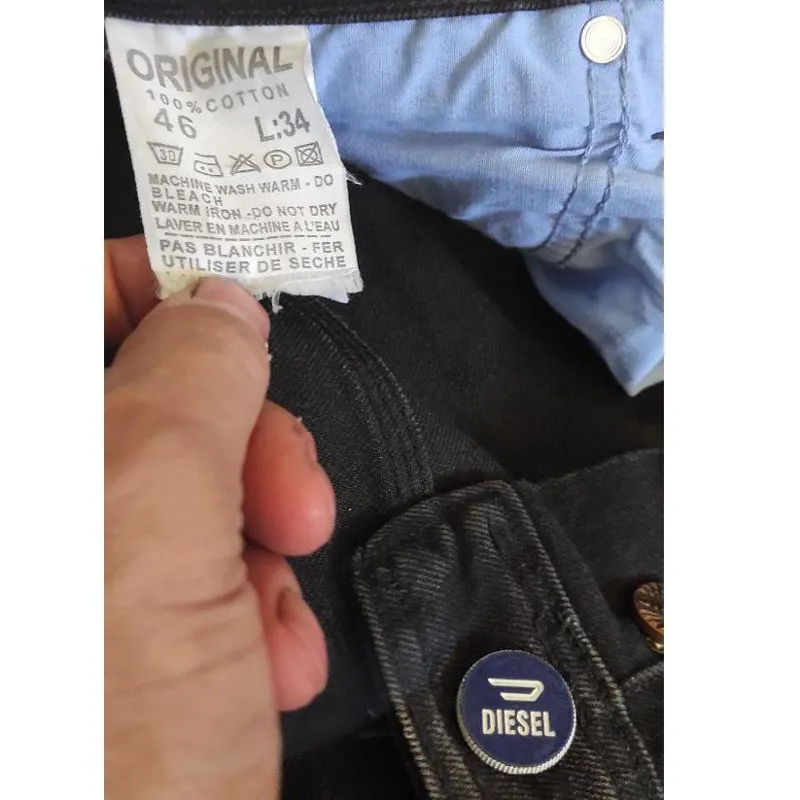 ORIGINAL
100% COTTON
46 L:34
30 P
MACHINE WASH WARM - DO
BLEACH
WARM IRON -DO NOT DRY
LAVER EN MACHINE A L'EAU
PAS BLANCHIR - FER
UTILISER DE SECHE
DIESEL